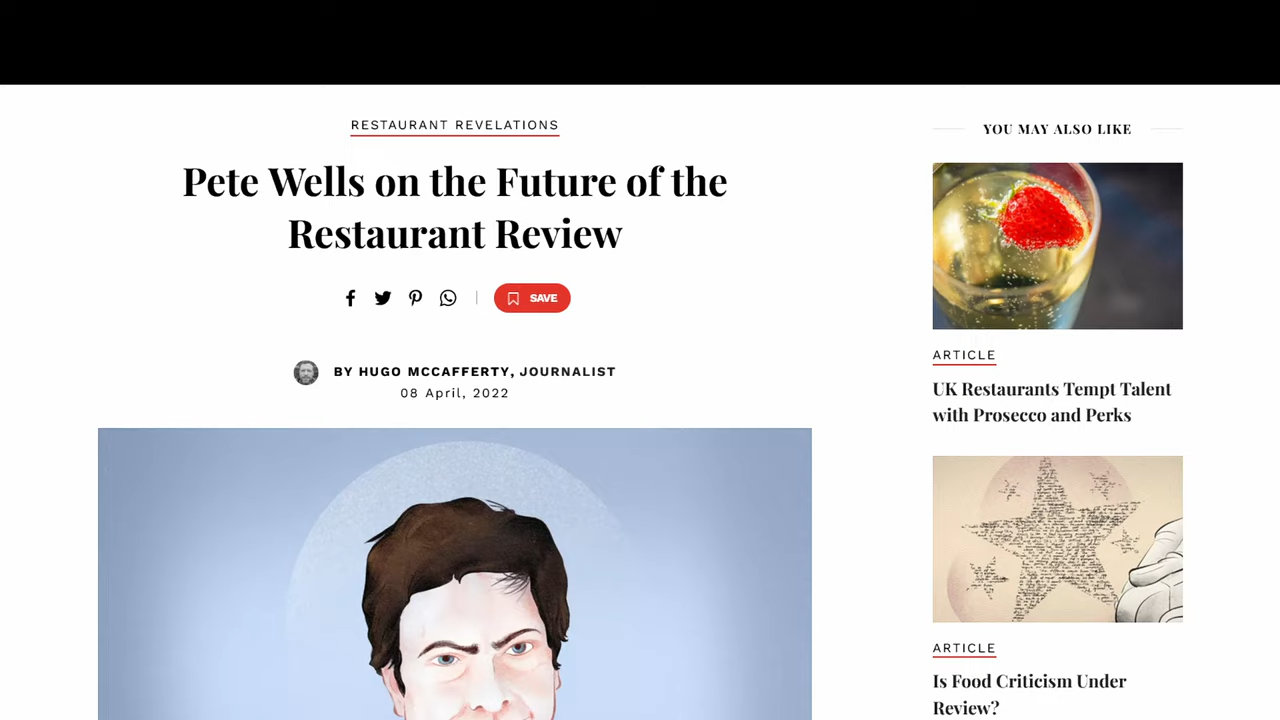 RESTAURANT REVELATIONS
Pete Wells on the Future of the
Restaurant Review
SAVE
BY HUGO MCCAFFERTY, JOURNALIST
08 April, 2022
YOU MAY ALSO LIKE
ARTICLE
UK Restaurants Tempt Talent
with Prosecco and Perks
ARTICLE
Is Food Criticism Under
Review?